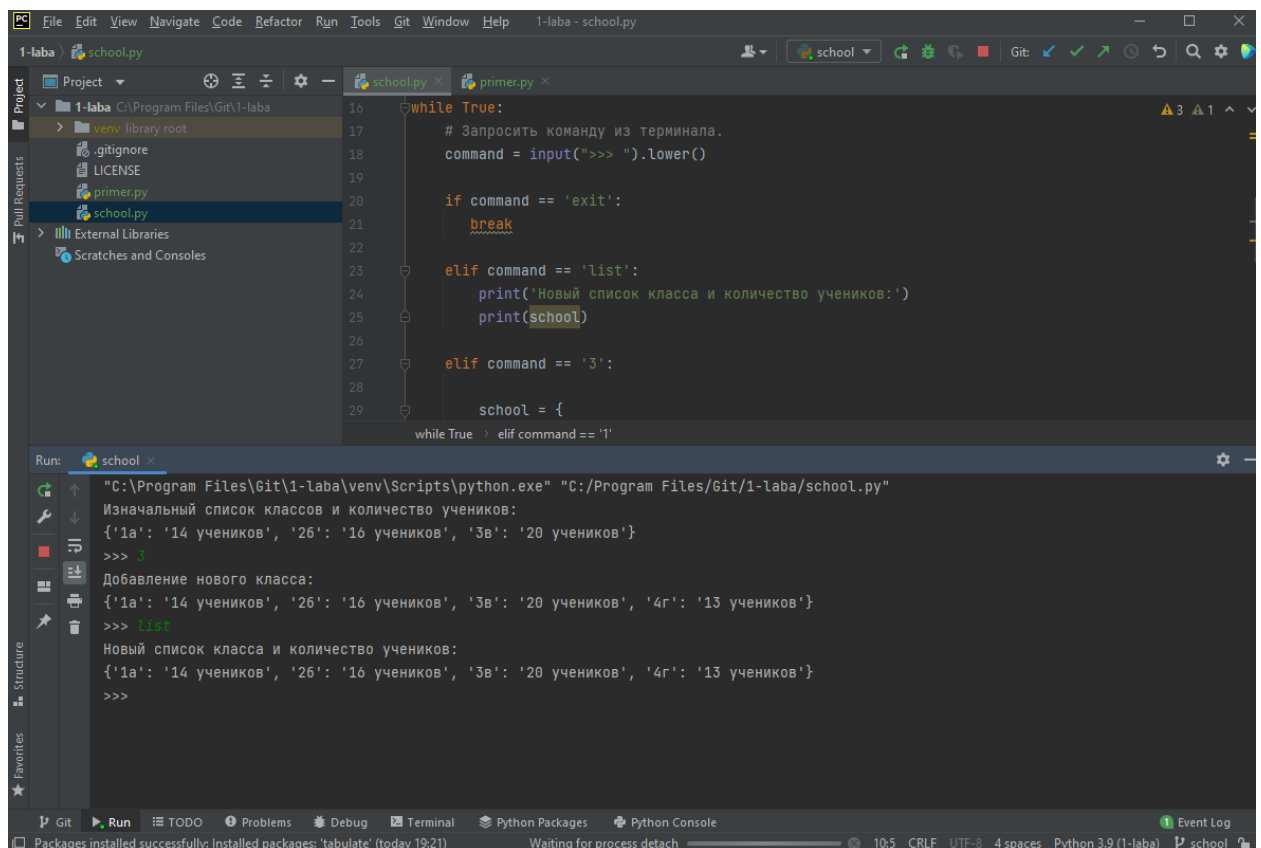 PC File Edit View Navigate Code Refactor Run Tools Git Window Help 1-laba - school.py
1-laba school.py school Git:
Project
Project
school.py
primer.py
1-laba C:\Program Files\Git\1-laba
venv library root
.gitignore
LICENSE
primer.py
school.py
External Libraries
Scratches and Consoles
Pull Requests
3 1
16 while True:
17 # Запросить команду из терминала.
18 command = input(">>> ").lower()
19
20 if command == 'exit':
21 break
22
23 elif command == 'list':
24 print('Новый список класса и количество учеников:')
25 print(school)
26
27 elif command == '3':
28
29 school = {
while True elif command == '1'
Run: school
"C:\Program Files\Git\1-laba\venv\Scripts\python.exe" "C:/Program Files/Git/1-laba/school.py"
Изначальный список классов и количество учеников:
{'1а': '14 учеников', '2б': '16 учеников', '3в': '20 учеников'}
>>> 3
Добавление нового класса:
{'1а': '14 учеников', '2б': '16 учеников', '3в': '20 учеников', '4г': '13 учеников'}
>>> list
Новый список класса и количество учеников:
{'1а': '14 учеников', '2б': '16 учеников', '3в': '20 учеников', '4г': '13 учеников'}
>>>
Structure
Favorites
Git Run TODO Problems Debug Terminal Python Packages Python Console 1 Event Log
Packages installed successfully: Installed packages: 'tabulate' (today 19:21) Waiting for process detach 10:5 CRLF UTF-8 4 spaces Python 3.9 (1-laba) school